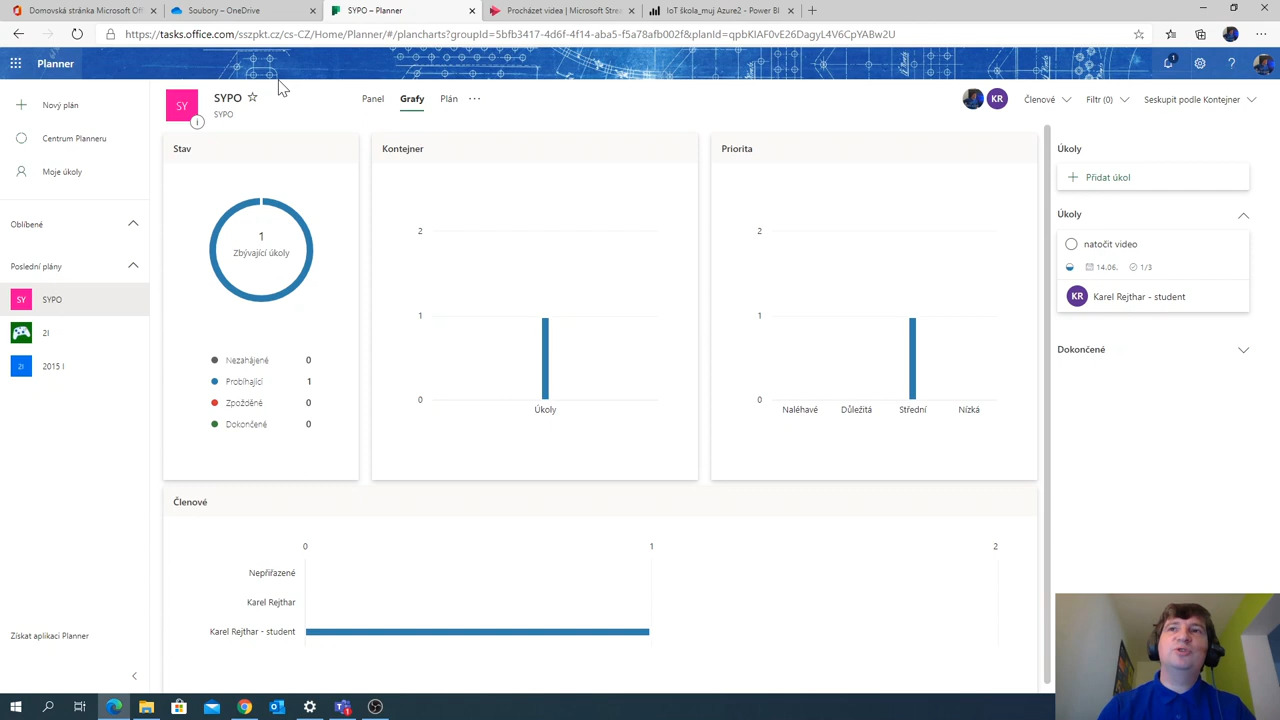 Domovská stránka Microsoft Of
Soubory – OneDrive
SYPO – Planner
Procházet videa | Microsoft Stre
IoT škola_muj Azure2 - Power BI
https://tasks.office.com/sszpkt.cz/cs-CZ/Home/Planner/#/plancharts?groupId=5bfb3417-4d6f-4f14-aba5-f5a78afb002f&planId=qpbKIAF0vE26DagyL4V6CpYABw2U
Planner
1
?
Nový plán
Centrum Planneru
Moje úkoly
Oblíbené
Poslední plány
SY SYPO
2I
2I 2015 I
Získat aplikaci Planner
SY
SYPO
SYPO
Panel Grafy Plán
KR
Členové
Filtr (0)
Seskupit podle Kontejner
Stav
1
Zbývající úkoly
Nezahájené 0
Probíhající 1
Zpožděné 0
Dokončené 0
Kontejner
2
1
0
Úkoly
Priorita
2
1
0
Naléhavé Důležitá Střední Nízká
Členové
0 1 2
Nepřiřazené
Karel Rejthar
Karel Rejthar - student
Úkoly
Přidat úkol
Úkoly
natočit video
14.06. 1/3
KR Karel Rejthar - student
Dokončené